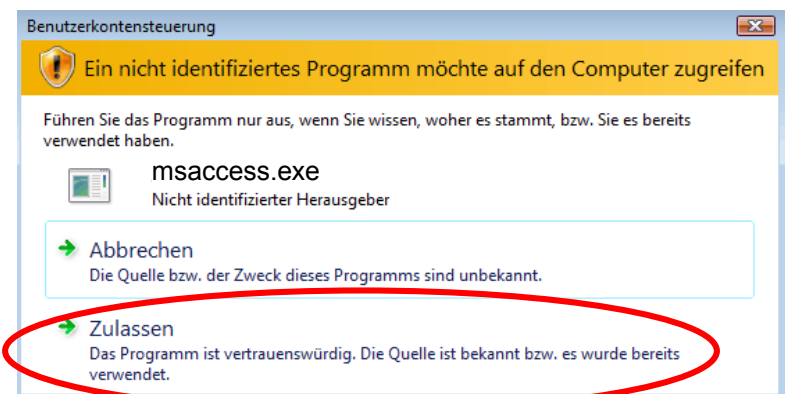 Benutzerkontensteuerung
Ein nicht identifiziertes Programm möchte auf den Computer zugreifen
Führen Sie das Programm nur aus, wenn Sie wissen, woher es stammt, bzw. Sie es bereits
verwendet haben.
msaccess.exe
Nicht identifizierter Herausgeber
Abbrechen
Die Quelle bzw. der Zweck dieses Programms sind unbekannt.
Zulassen
Das Programm ist vertrauenswürdig. Die Quelle ist bekannt bzw. es wurde bereits
verwendet.